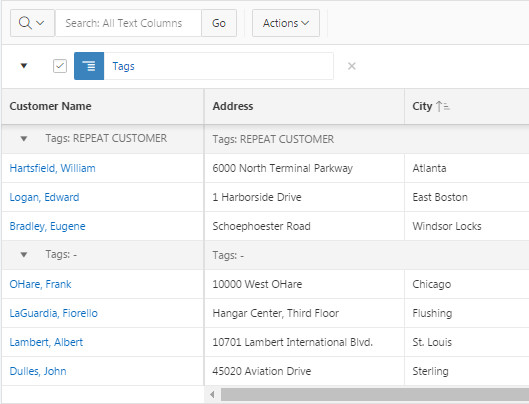 Search: All Text Columns Go Actions
Tags
Customer Name Address City
Tags: REPEAT CUSTOMER Tags: REPEAT CUSTOMER
Hartsfield, William 6000 North Terminal Parkway Atlanta
Logan, Edward 1 Harborside Drive East Boston
Bradley, Eugene Schoephoester Road Windsor Locks
Tags: - Tags: -
OHare, Frank 10000 West OHare Chicago
LaGuardia, Fiorello Hangar Center, Third Floor Flushing
Lambert, Albert 10701 Lambert International Blvd. St. Louis
Dulles, John 45020 Aviation Drive Sterling